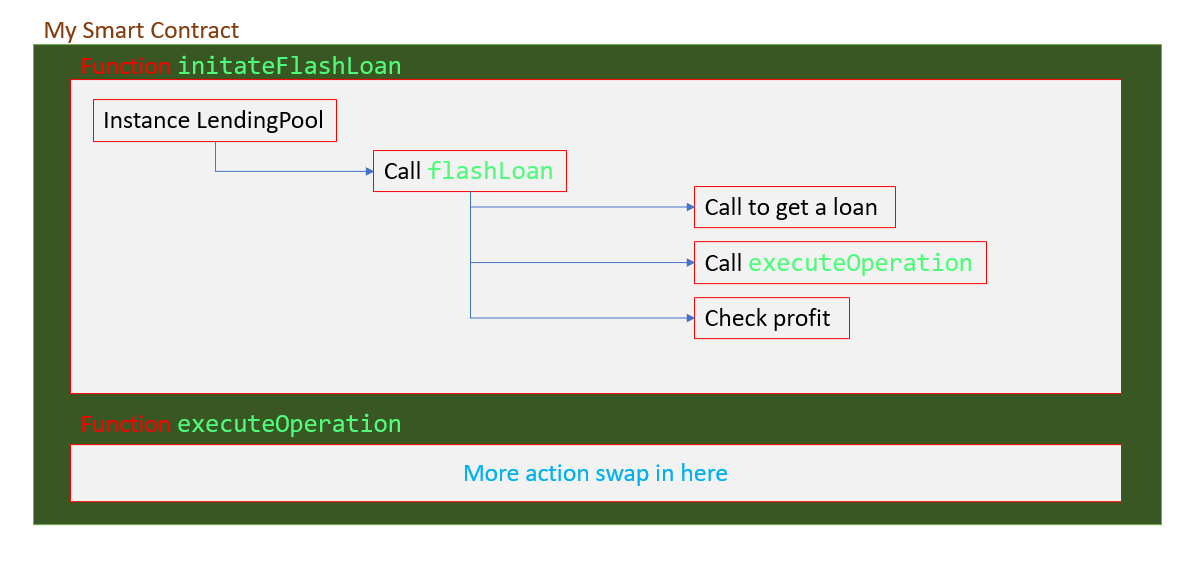 My Smart Contract
Function initateFlashLoan
Instance LendingPool
Call flashLoan
Call to get a loan
Call executeOperation
Check profit
Function executeOperation
More action swap in here